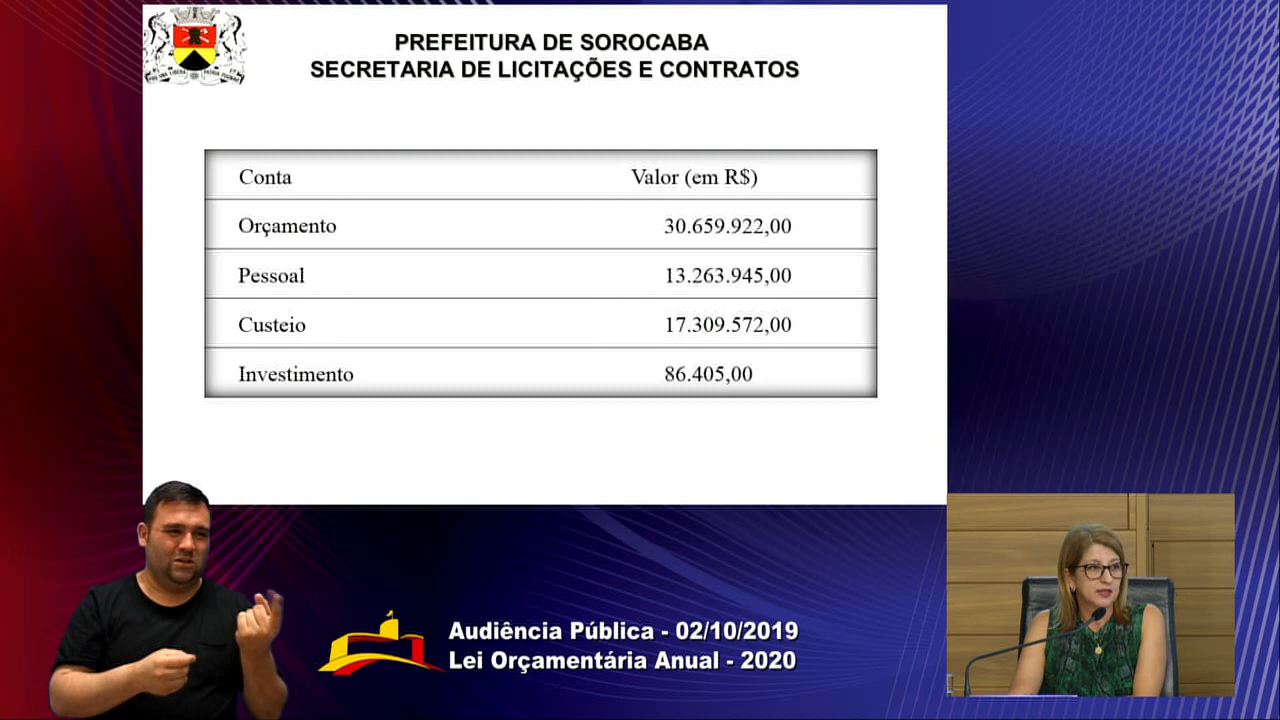 PREFEITURA DE SOROCABA
SECRETARIA DE LICITAÇÕES E CONTRATOS
Conta Valor (em R$)
Orçamento 30.659.922,00
Pessoal 13.263.945,00
Custeio 17.309.572,00
Investimento 86.405,00
Audiência Pública - 02/10/2019
Lei Orçamentária Anual - 2020